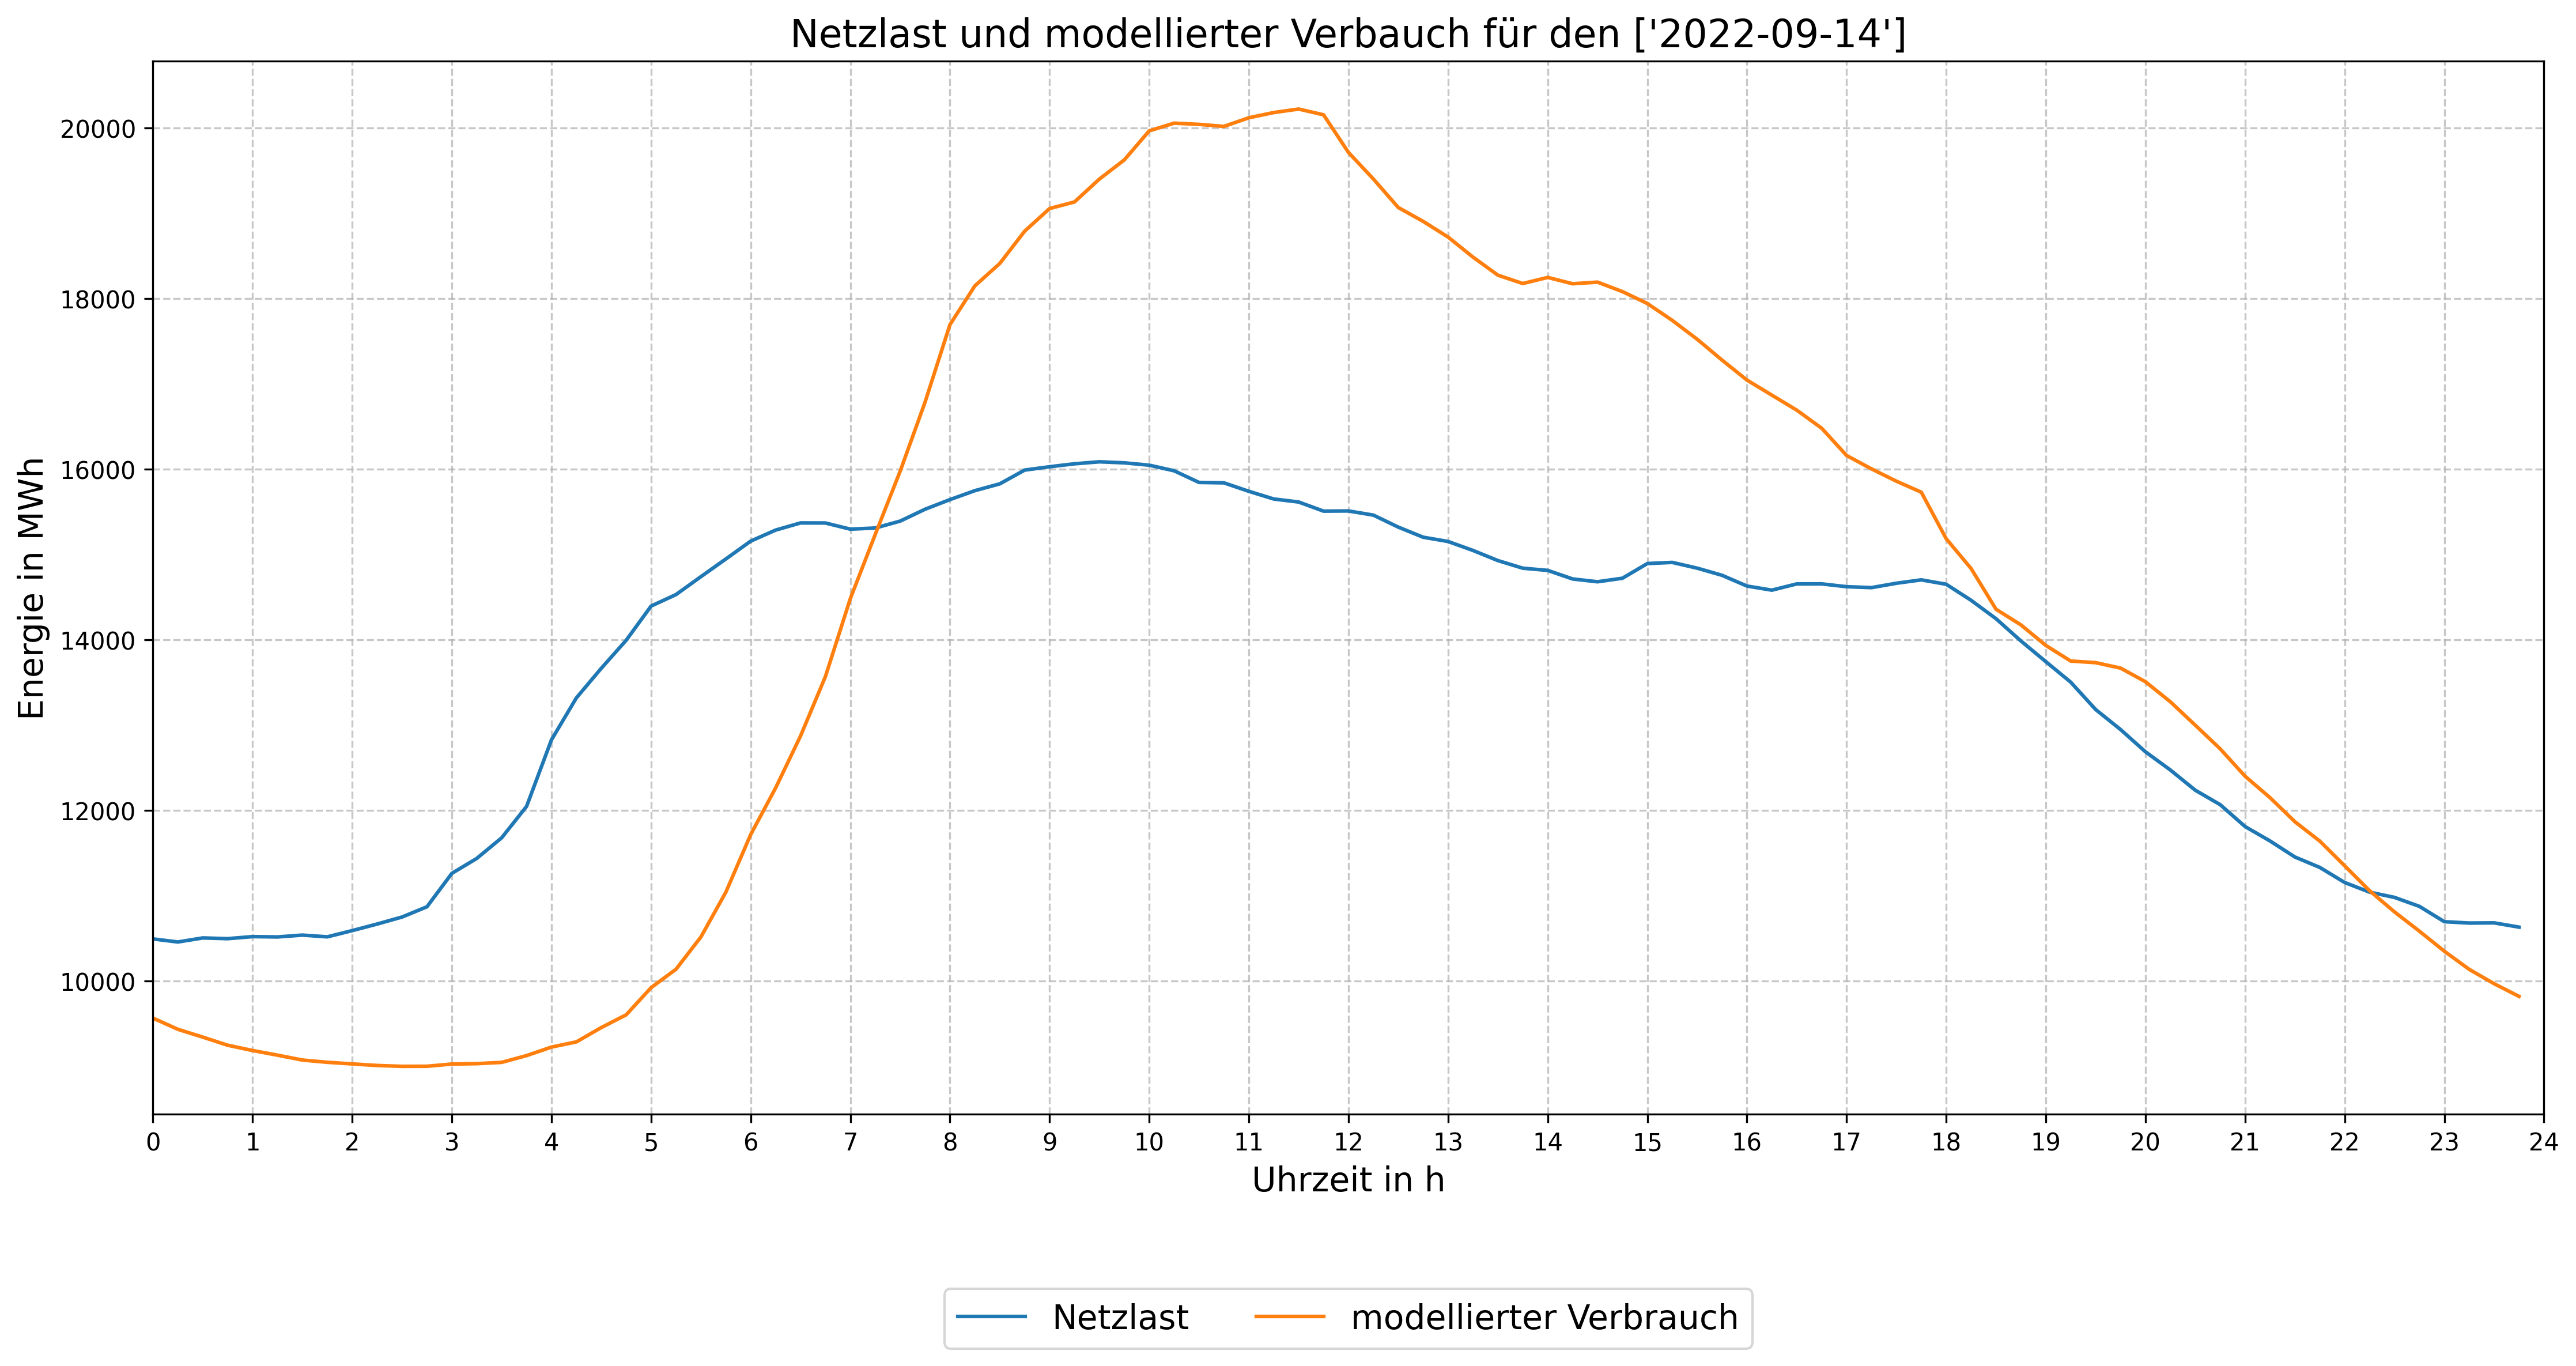 Netzlast und modellierter Verbauch für den ['2022-09-14']
20000
18000
16000
14000
12000
10000
Energie in MWh
0 1 2 3 4 5 6 7 8 9 10 11 12 13 14 15 16 17 18 19 20 21 22 23 24
Uhrzeit in h
Netzlast modellierter Verbrauch